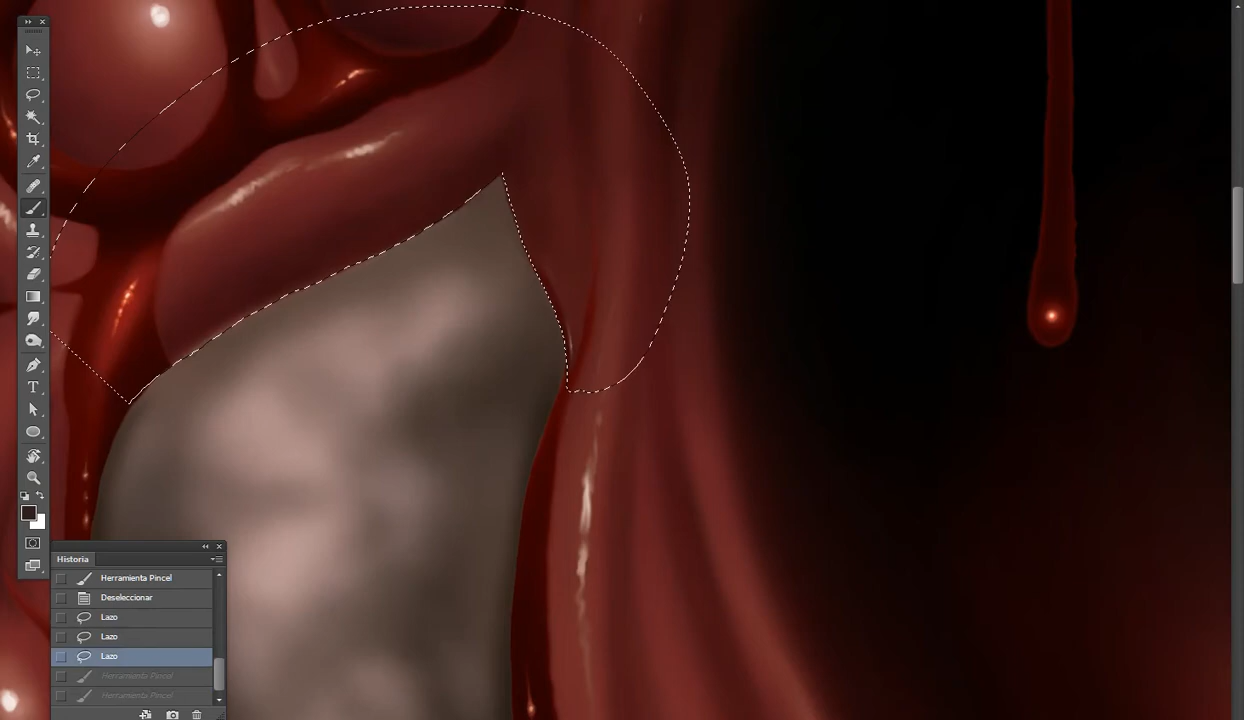 Historia
Herramienta Pincel
Deseleccionar
Lazo
Lazo
Lazo
Herramienta Pincel
Herramienta Pincel